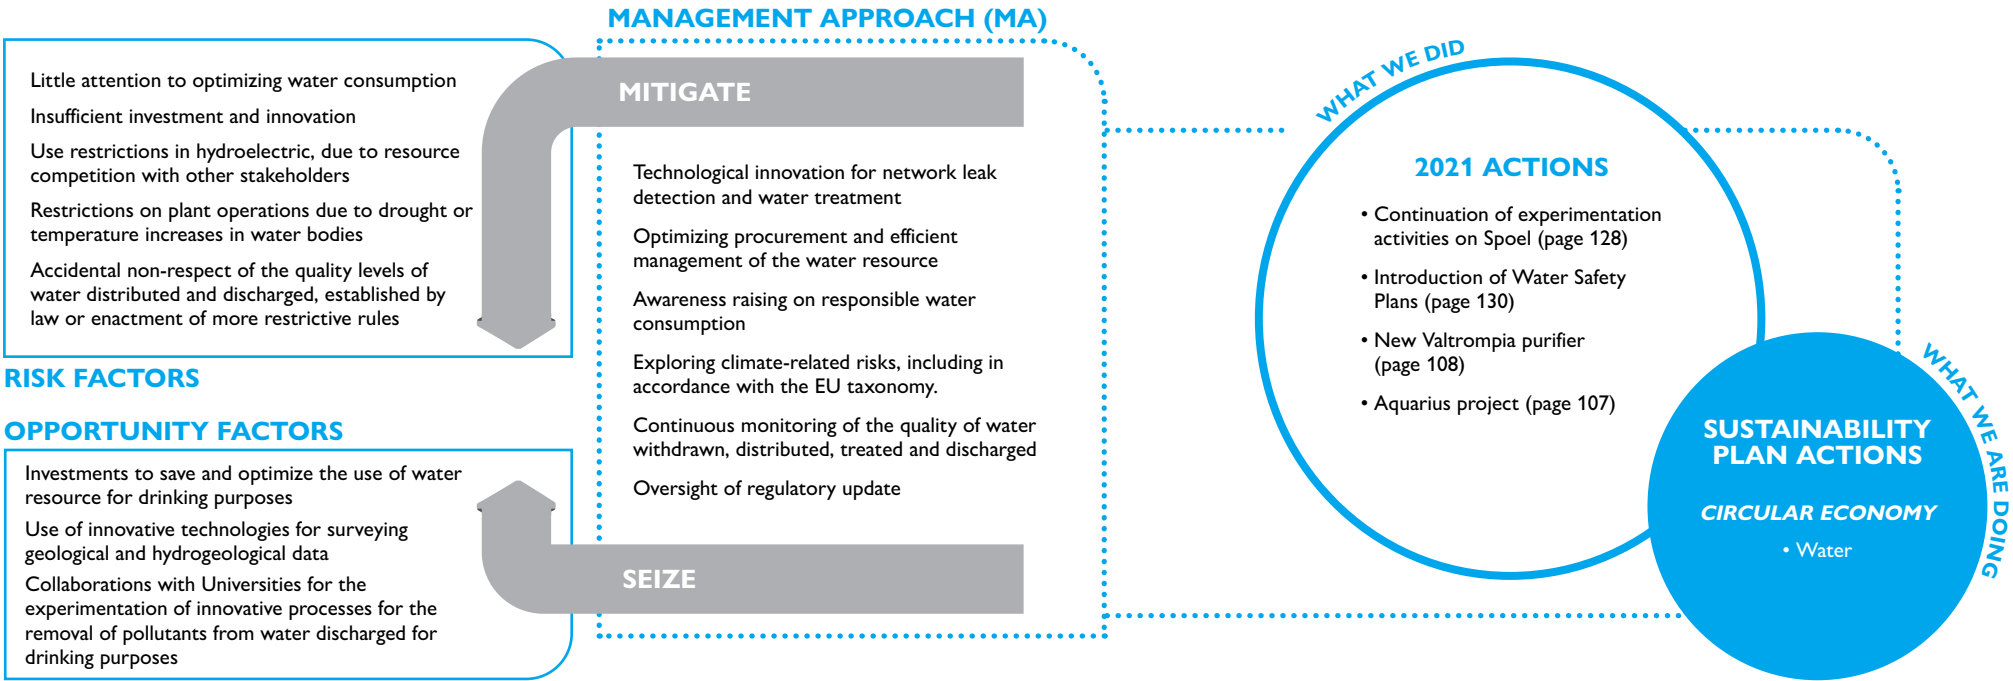 MANAGEMENT APPROACH (MA)
Little attention to optimizing water consumption
Insufficient investment and innovation
Use restrictions in hydroelectric, due to resource
competition with other stakeholders
Restrictions on plant operations due to drought or
temperature increases in water bodies
Accidental non-respect of the quality levels of
water distributed and discharged, established by
law or enactment of more restrictive rules
RISK FACTORS
OPPORTUNITY FACTORS
Investments to save and optimize the use of water
resource for drinking purposes
Use of innovative technologies for surveying
geological and hydrogeological data
Collaborations with Universities for the
experimentation of innovative processes for the
removal of pollutants from water discharged for
drinking purposes
MITIGATE
Technological innovation for network leak
detection and water treatment
Optimizing procurement and efficient
management of the water resource
Awareness raising on responsible water
consumption
Exploring climate-related risks, including in
accordance with the EU taxonomy.
Continuous monitoring of the quality of water
withdrawn, distributed, treated and discharged
Oversight of regulatory update
SEIZE
WHAT WE DID
2021 ACTIONS
• Continuation of experimentation
activities on Spoel (page 128)
• Introduction of Water Safety
Plans (page 130)
• New Valtrompia purifier
(page 108)
• Aquarius project (page 107)
WHAT WE ARE DOING
SUSTAINABILITY
PLAN ACTIONS
CIRCULAR ECONOMY
• Water